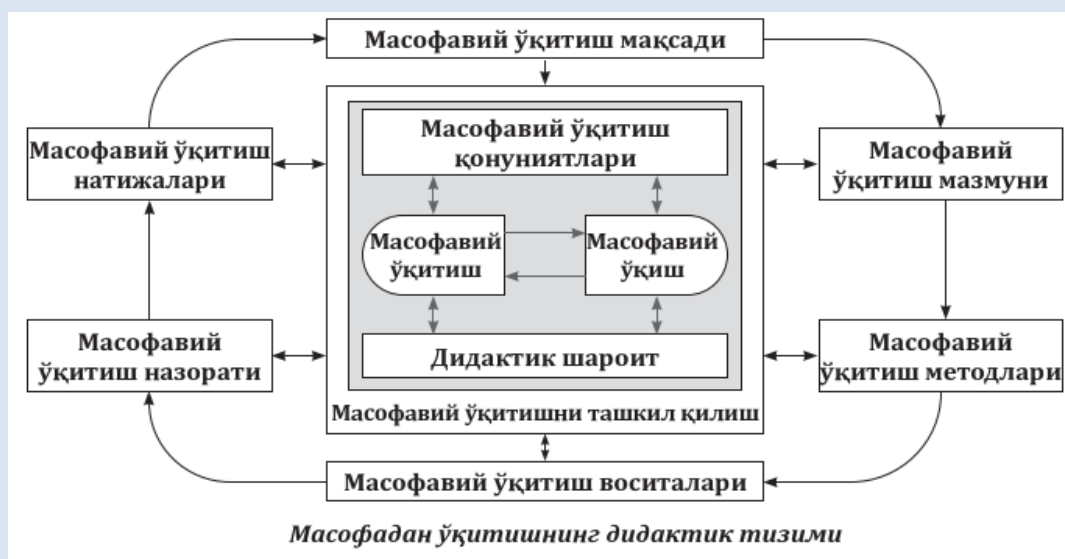 Масофавий ўқитиш мақсади
Масофавий ўқитиш
натижалари
Масофавий ўқитиш
қонуниятлари
Масофавий
ўқитиш мазмуни
Масофавий
ўқитиш
Масофавий
ўқиш
Масофавий
ўқитиш назорати
Дидактик шароит
Масофавий
ўқитиш методлари
Масофавий ўқитишни ташкил қилиш
Масофавий ўқитиш воситалари
Масофадан ўқитишнинг дидактик тизими